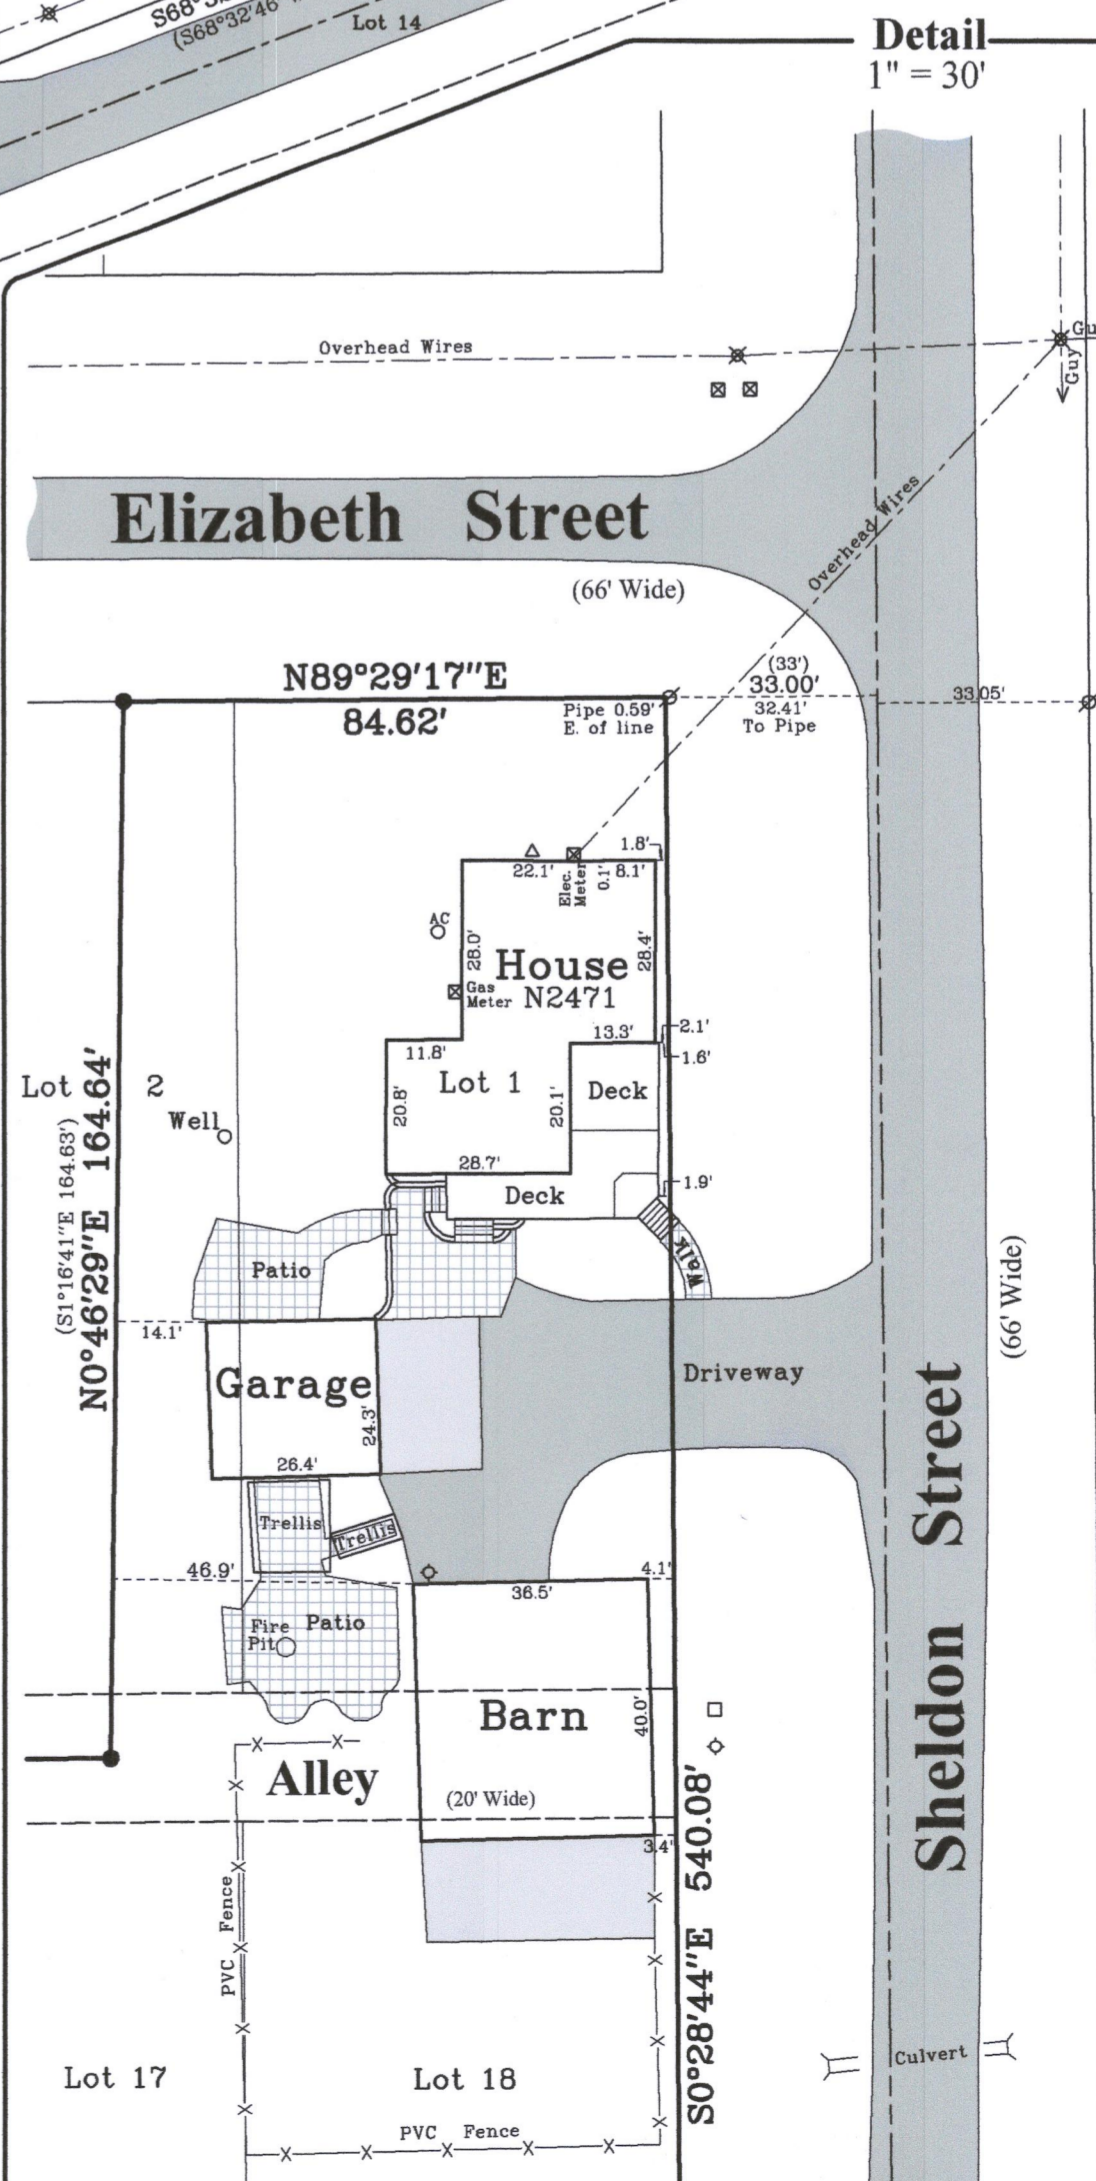 (S68°32'46"
Lot 14
Detail
1" = 30'
Overhead Wires
Guy
Elizabeth Street
Overhead Wires
(66' Wide)
N89°29'17"E
84.62'
Pipe 0.59'
E. of line
(33')
33.00'
32.41'
To Pipe
33.05'
1.8'
22.1'
Elec.
Meter
0.1'
8.1'
AC
28.0'
House
28.4'
Gas
Meter
N2471
13.3'
2.1'
1.6'
11.8'
Lot 1
Deck
20.8'
20.1'
Lot 2
Well
28.7'
Deck
1.9'
N0°46'29"E 164.64'
(S1°16'41"E 164.63')
Patio
Walk
(66' Wide)
14.1'
Garage
24.3'
26.4'
Driveway
Trellis
Trellis
46.9'
4.1'
36.5'
Fire
Pit
Patio
Barn
40.0'
Alley
(20' Wide)
3.4'
S0°28'44"E 540.08'
Sheldon Street
PVC Fence
Culvert
Lot 17
Lot 18
PVC Fence